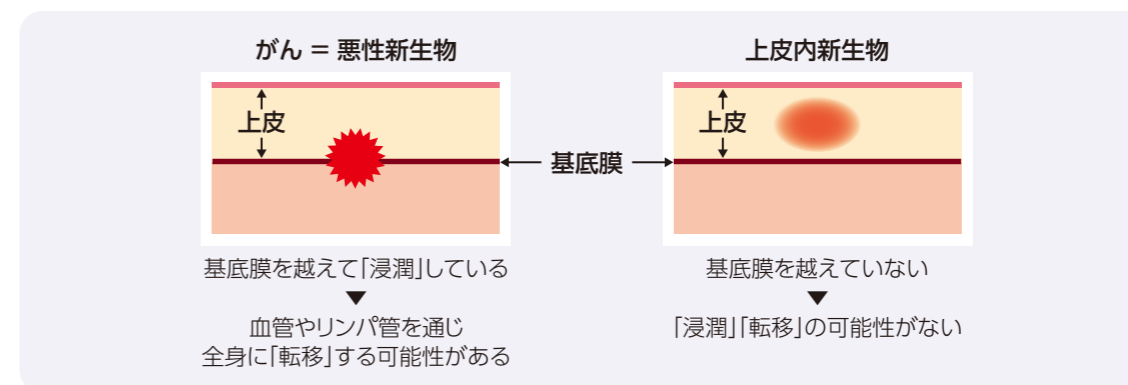 がん = 悪性新生物
上皮
基底膜を越えて「浸潤」している
▼
血管やリンパ管を通じ
全身に「転移」する可能性がある
基底膜
上皮内新生物
上皮
基底膜を越えていない
▼
「浸潤」「転移」の可能性がない